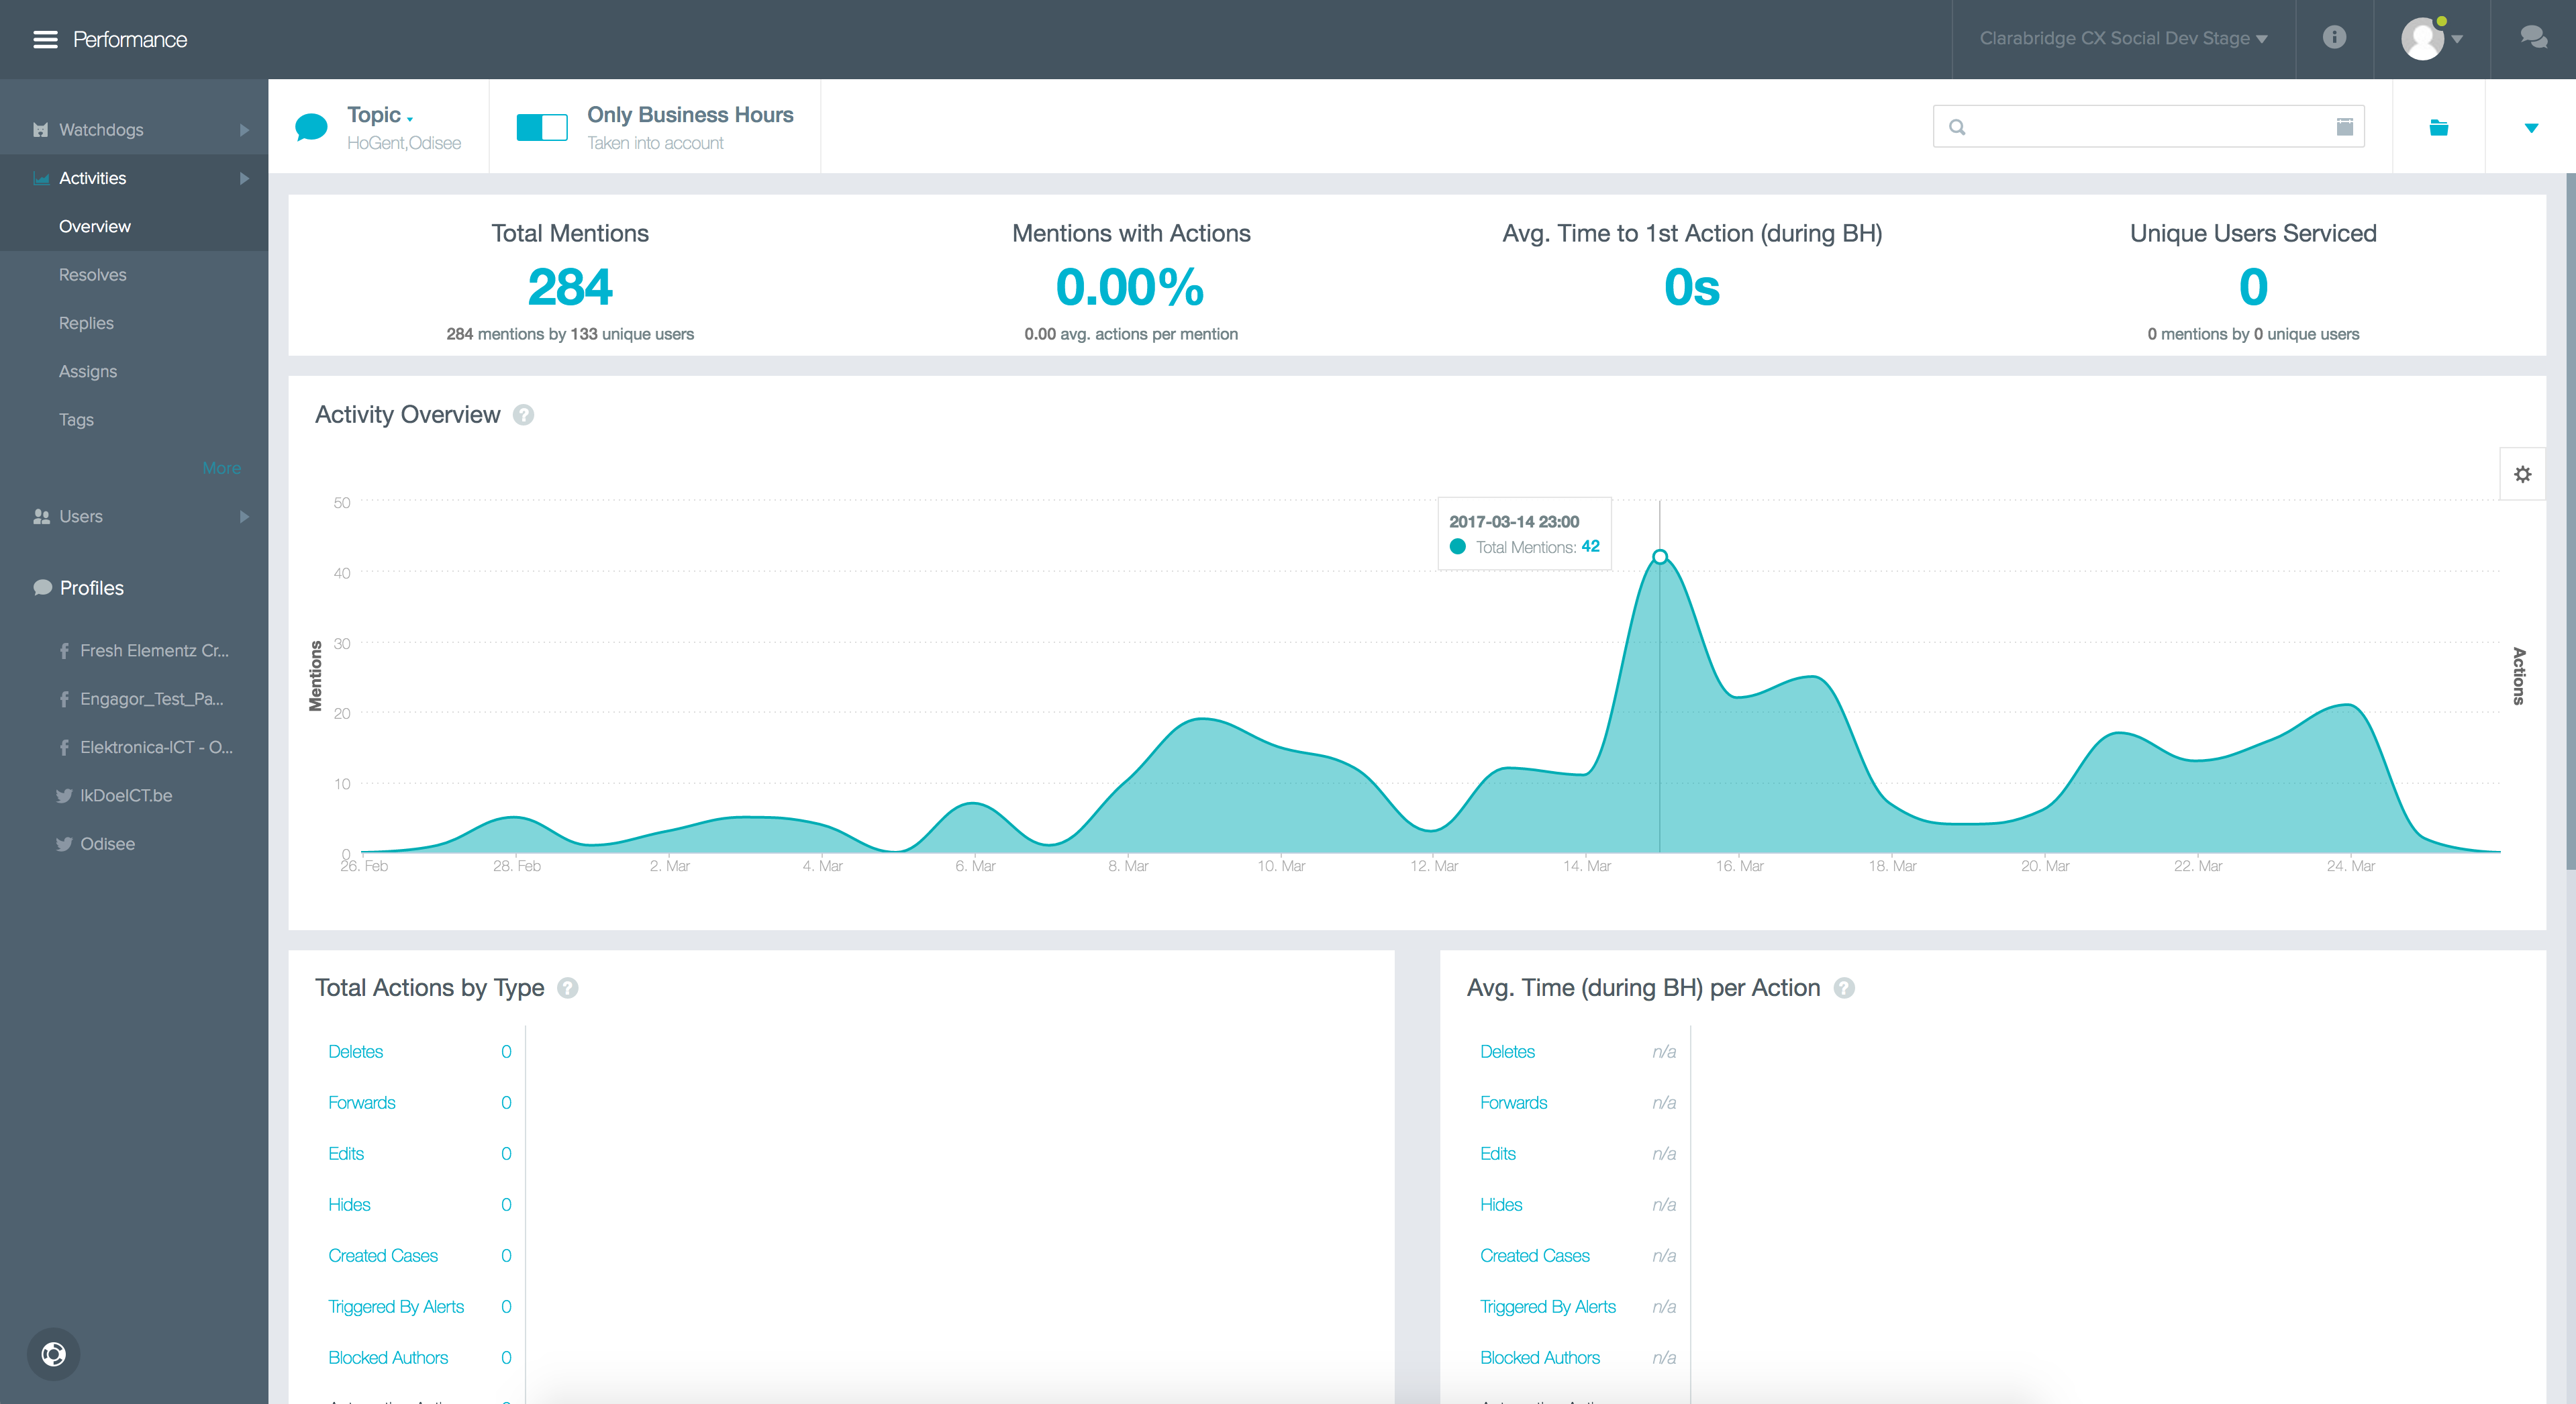 Performance
Clarabridge CX Social Dev Stage
Watchdogs
Activities
Overview
Resolves
Replies
Assigns
Tags
More
Users
Profiles
Fresh Elementz Cr...
Engagor_Test_Pa...
Elektronica-ICT - O...
IkDoeICT.be
Odisee
Topic
HoGent,Odisee
Only Business Hours
Taken into account
Total Mentions
284
284 mentions by 133 unique users
Mentions with Actions
0.00%
0.00 avg. actions per mention
Avg. Time to 1st Action (during BH)
0s
Unique Users Serviced
0
0 mentions by 0 unique users
Activity Overview ?
50
40
30
20
10
0
Mentions
Actions
2017-03-14 23:00
Total Mentions: 42
26. Feb 28. Feb 2. Mar 4. Mar 6. Mar 8. Mar 10. Mar 12. Mar 14. Mar 16. Mar 18. Mar 20. Mar 22. Mar 24. Mar
Total Actions by Type ?
Deletes 0
Forwards 0
Edits 0
Hides 0
Created Cases 0
Triggered By Alerts 0
Blocked Authors 0
Avg. Time (during BH) per Action ?
Deletes n/a
Forwards n/a
Edits n/a
Hides n/a
Created Cases n/a
Triggered By Alerts n/a
Blocked Authors n/a